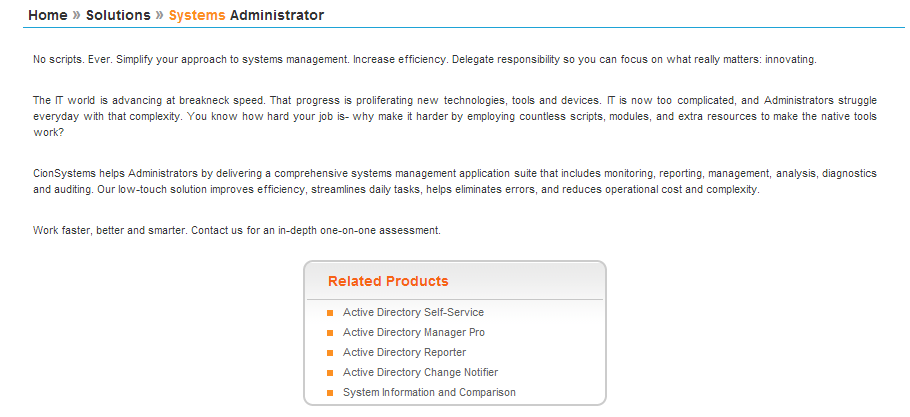 Home » Solutions » Systems Administrator
No scripts. Ever. Simplify your approach to systems management. Increase efficiency. Delegate responsibility so you can focus on what really matters: innovating.
The IT world is advancing at breakneck speed. That progress is proliferating new technologies, tools and devices. IT is now too complicated, and Administrators struggle
everyday with that complexity. You know how hard your job is- why make it harder by employing countless scripts, modules, and extra resources to make the native tools
work?
CionSystems helps Administrators by delivering a comprehensive systems management application suite that includes monitoring, reporting, management, analysis, diagnostics
and auditing. Our low-touch solution improves efficiency, streamlines daily tasks, helps eliminates errors, and reduces operational cost and complexity.
Work faster, better and smarter. Contact us for an in-depth one-on-one assessment.
Related Products
Active Directory Self-Service
Active Directory Manager Pro
Active Directory Reporter
Active Directory Change Notifier
System Information and Comparison